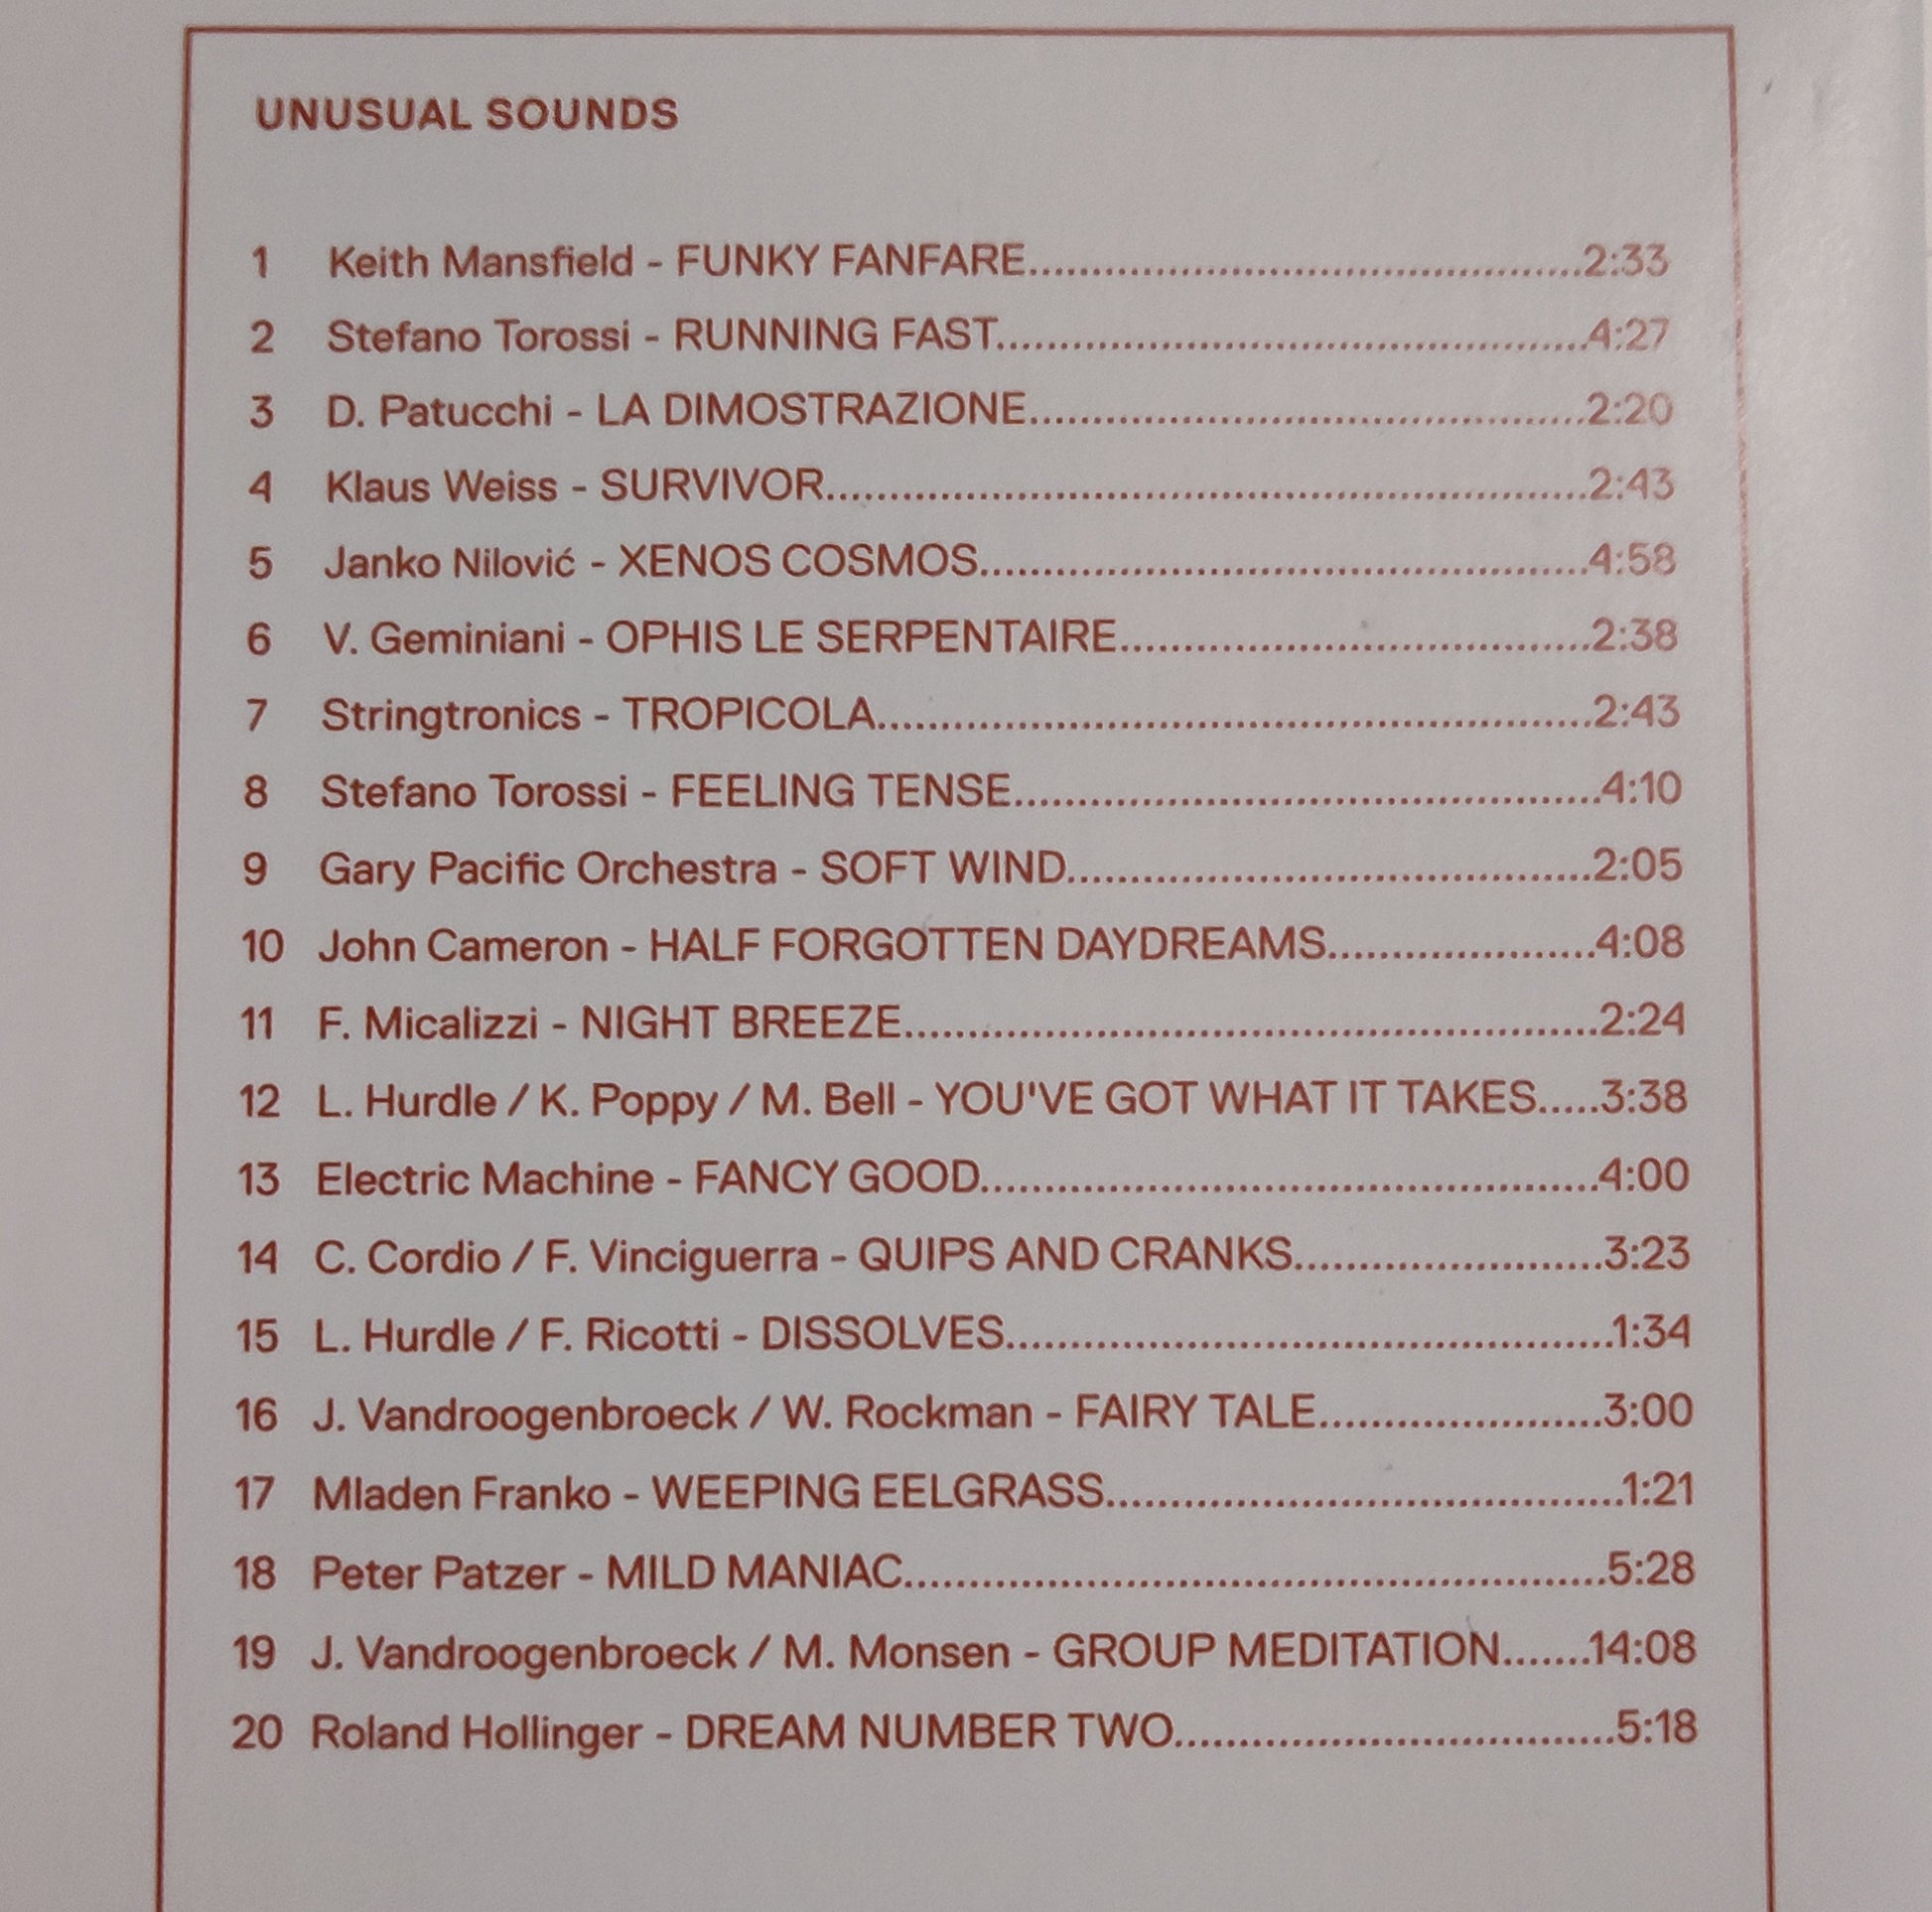 UNUSUAL SOUNDS
1 Keith Mansfield - FUNKY FANFARE..........2:33
2 Stefano Torossi - RUNNING FAST..........4:27
3 D. Patucchi - LA DIMOSTRAZIONE..........2:20
4 Klaus Weiss - SURVIVOR..........2:43
5 Janko Nilović - XENOS COSMOS..........4:58
6 V. Geminiani - OPHIS LE SERPENTAIRE..........2:38
7 Stringtronics - TROPICOLA..........2:43
8 Stefano Torossi - FEELING TENSE..........4:10
9 Gary Pacific Orchestra - SOFT WIND..........2:05
10 John Cameron - HALF FORGOTTEN DAYDREAMS..........4:08
11 F. Micalizzi - NIGHT BREEZE..........2:24
12 L. Hurdle / K. Poppy / M. Bell - YOU'VE GOT WHAT IT TAKES.....3:38
13 Electric Machine - FANCY GOOD..........4:00
14 C. Cordio / F. Vinciguerra - QUIPS AND CRANKS..........3:23
15 L. Hurdle / F. Ricotti - DISSOLVES..........1:34
16 J. Vandroogenbroeck / W. Rockman - FAIRY TALE..........3:00
17 Mladen Franko - WEEPING EELGRASS..........1:21
18 Peter Patzer - MILD MANIAC..........5:28
19 J. Vandroogenbroeck / M. Monsen - GROUP MEDITATION.......14:08
20 Roland Hollinger - DREAM NUMBER TWO..........5:18